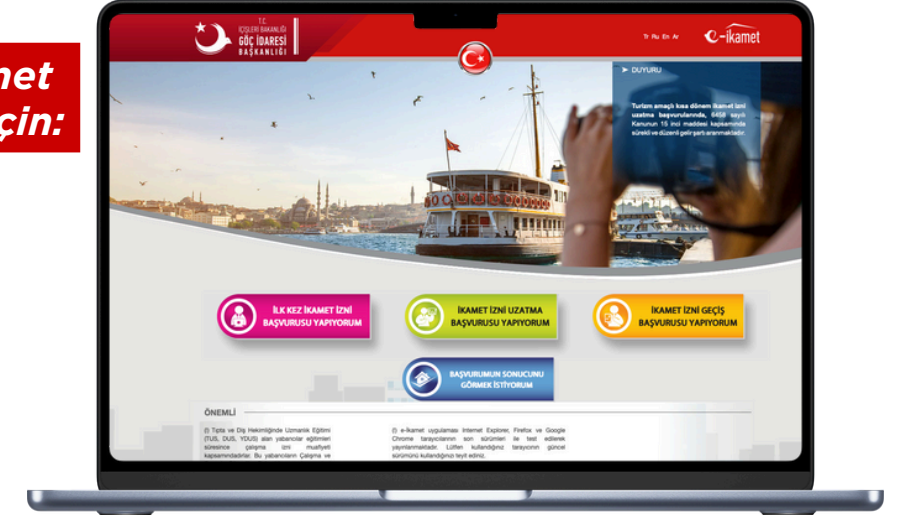 met
çin:
T.C.
İÇİŞLERİ BAKANLIĞI
GÖÇ İDARESİ
BAŞKANLIĞI
Tr Ru En Ar
e-ikamet
DUYURU
Turizm amaçlı kısa dönem ikamet izni
uzatma başvurularında, 6458 sayılı
Kanunun 15 inci maddesi kapsamında
sürekli ve düzenli gelir şartı aranmaktadır.
İLK KEZ İKAMET İZNİ
BAŞVURUSU YAPIYORUM
İKAMET İZNİ UZATMA
BAŞVURUSU YAPIYORUM
İKAMET İZNİ GEÇİŞ
BAŞVURUSU YAPIYORUM
BAŞVURUMUN SONUCUNU
GÖRMEK İSTİYORUM
ÖNEMLİ
(!) Tıpta ve Diş Hekimliğinde Uzmanlık Eğitimi
(TUS, DUS, YDUS) alan yabancılar eğitimleri
süresince çalışma izni muafiyeti
kapsamındadırlar. Bu yabancıların Çalışma ve
(!) e-İkamet uygulaması Internet Explorer, Firefox ve Google
Chrome tarayıcılarının son sürümleri ile test edilerek
yayınlanmaktadır. Lütfen kullandığınız tarayıcının güncel
sürümünü kullandığınızı teyit ediniz.